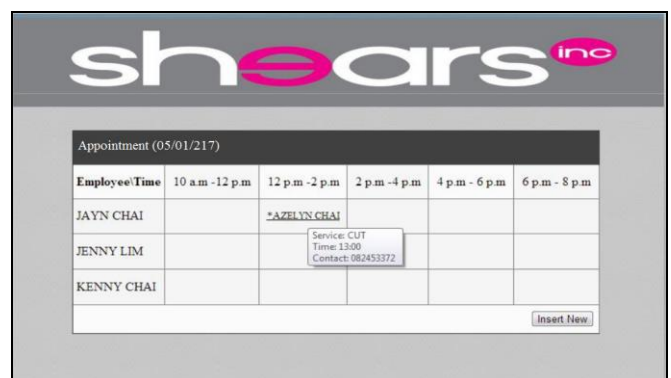 shears inc
Appointment (05/01/217)
Employee\Time 10 a.m -12 p.m 12 p.m -2 p.m 2 p.m -4 p.m 4 p.m - 6 p.m 6 p.m - 8 p.m
JAYN CHAI *AZELYN CHAI
Service: CUT
Time: 13:00
Contact: 082453372
JENNY LIM
KENNY CHAI
Insert New